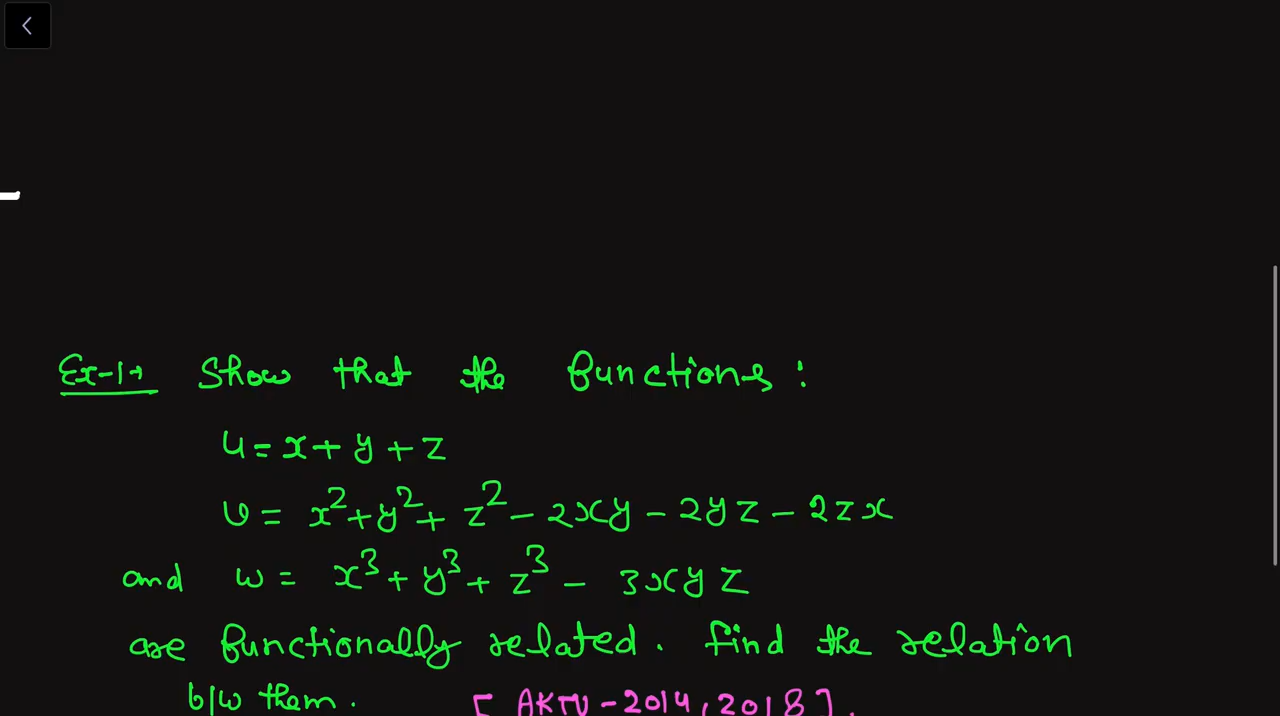 Ex-1→ Show that the functions :
u = x + y + z
v = x² + y² + z² - 2xy - 2yz - 2zx
and w = x³ + y³ + z³ - 3xyz
are functionally related. find the relation
b/w them. [AKTU-2014, 2018].